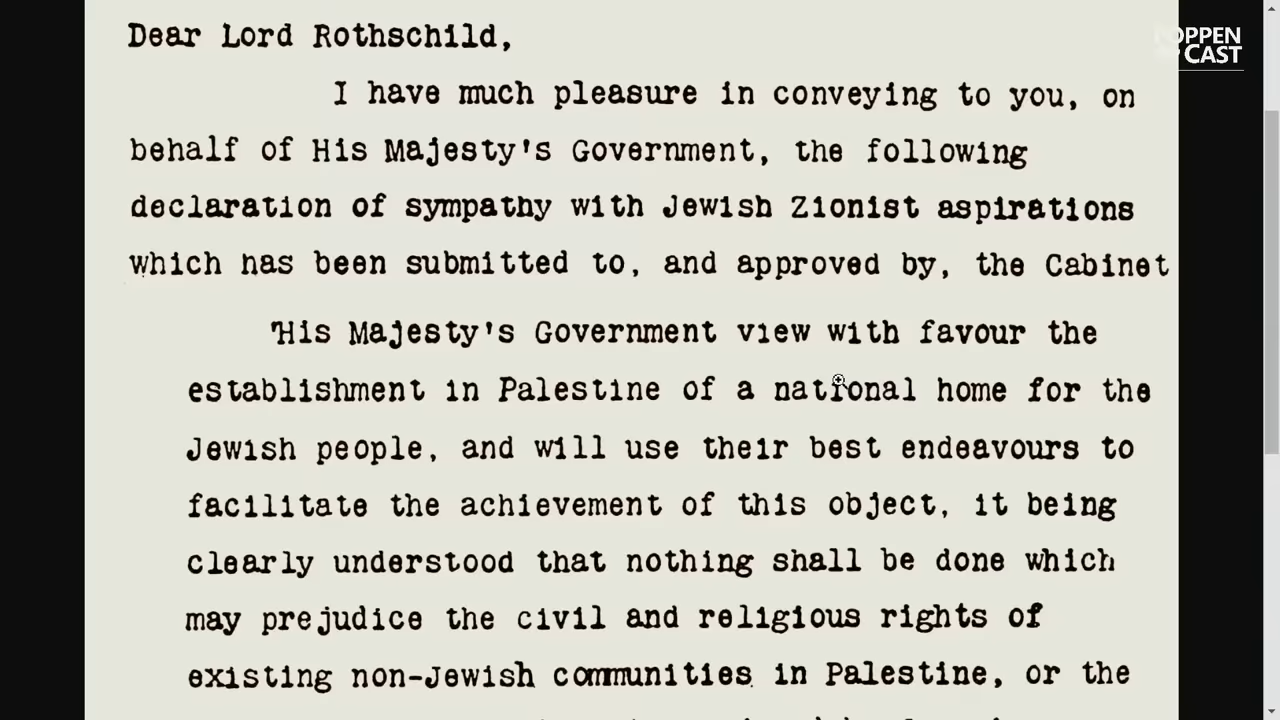 Dear Lord Rothschild,
I have much pleasure in conveying to you, on
behalf of His Majesty's Government, the following
declaration of sympathy with Jewish Zionist aspirations
which has been submitted to, and approved by, the Cabinet
"His Majesty's Government view with favour the
establishment in Palestine of a national home for the
Jewish people, and will use their best endeavours to
facilitate the achievement of this object, it being
clearly understood that nothing shall be done which
may prejudice the civil and religious rights of
existing non-Jewish communities in Palestine, or the
OPPEN
CAST